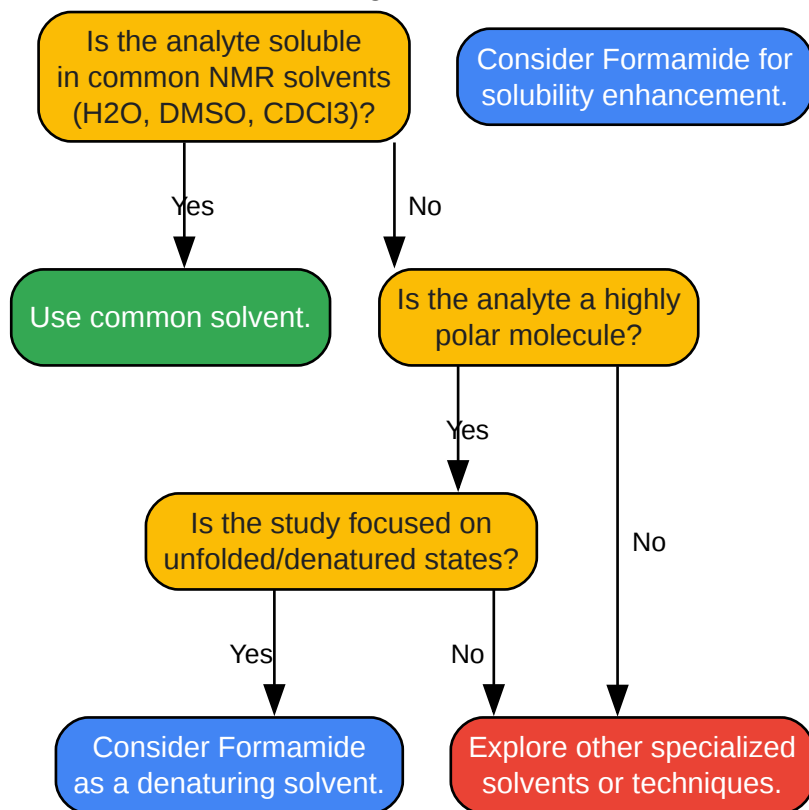 Is the analyte soluble
in common NMR solvents
(H2O, DMSO, CDCl3)?
Consider Formamide for
solubility enhancement.
Yes
No
Use common solvent.
Is the analyte a highly
polar molecule?
Yes
Is the study focused on
unfolded/denatured states?
No
Yes
No
Consider Formamide
as a denaturing solvent.
Explore other specialized
solvents or techniques.